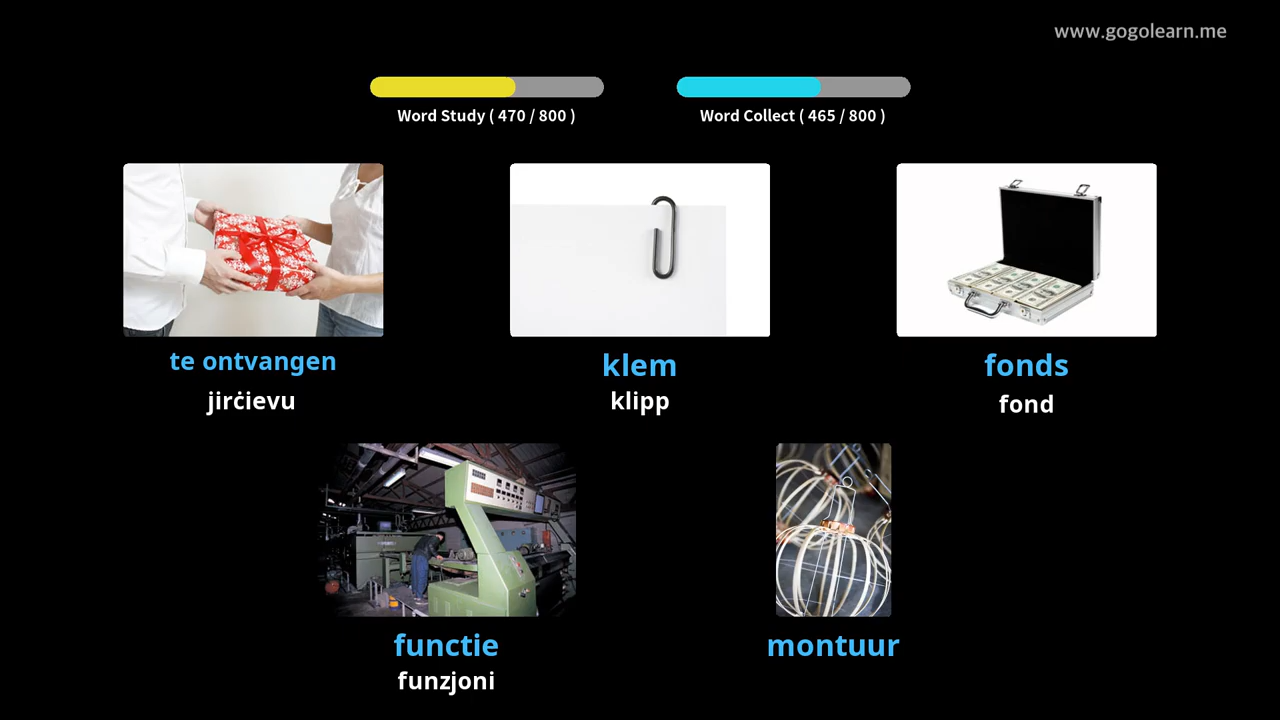 www.gogolearn.me
Word Study ( 470 / 800 )
Word Collect ( 465 / 800 )
te ontvangen
jirċievu
klem
klipp
fonds
fond
functie
funzjoni
montuur